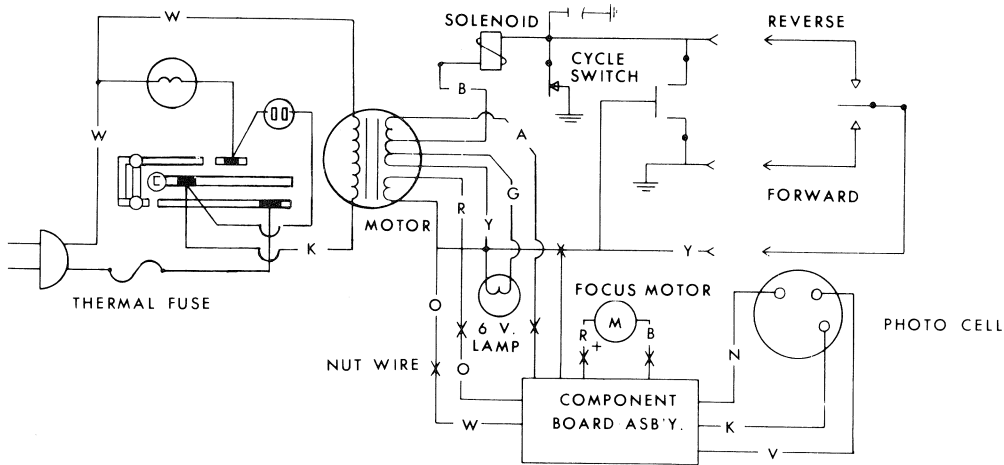 W
SOLENOID
REVERSE
CYCLE
SWITCH
B
W
A
E
G
R
FORWARD
MOTOR
Y
K
Y
THERMAL FUSE
FOCUS MOTOR
M
R
B
+
PHOTO CELL
6 V.
LAMP
N
NUT WIRE
COMPONENT
BOARD ASB'Y.
W
K
V